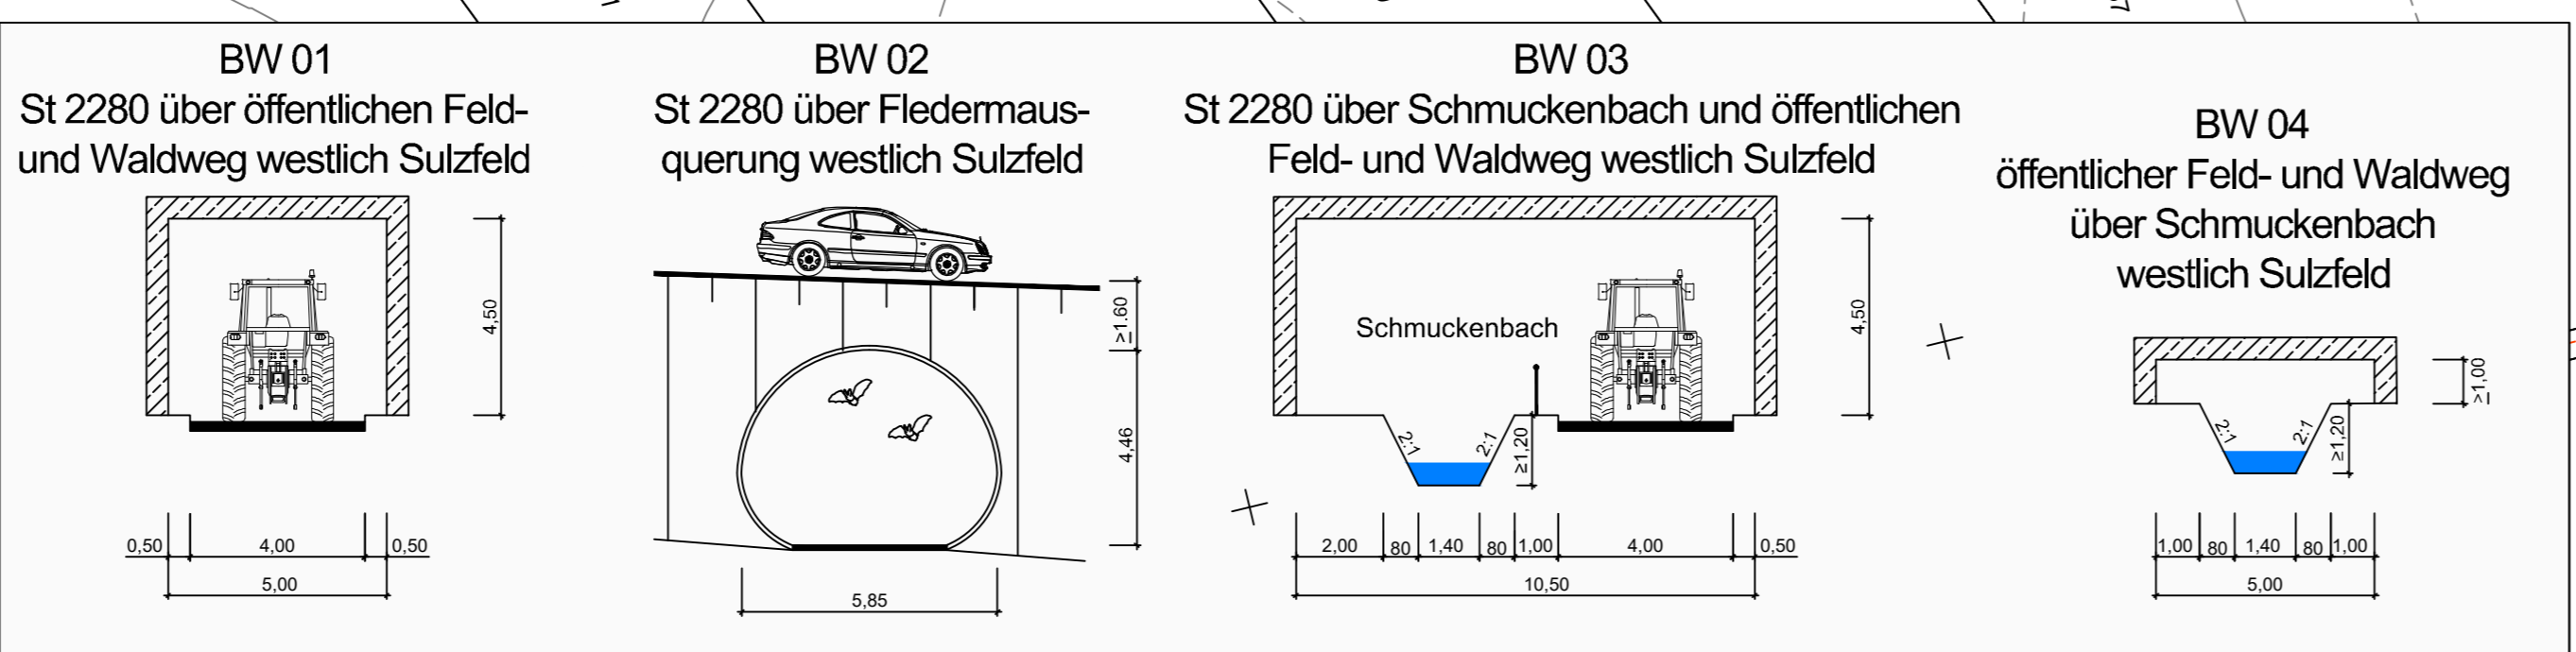 BW 01
St 2280 über öffentlichen Feld-
und Waldweg westlich Sulzfeld
4,50
0,50
4,00
0,50
5,00
BW 02
St 2280 über Fledermaus-
querung westlich Sulzfeld
≥1.60
4,46
5,85
BW 03
St 2280 über Schmuckenbach und öffentlichen
Feld- und Waldweg westlich Sulzfeld
Schmuckenbach
4,50
2:1
2:1
≥1,20
2,00
80
1,40
80
1,00
4,00
0,50
10,50
BW 04
öffentlicher Feld- und Waldweg
über Schmuckenbach
westlich Sulzfeld
≥1,00
2:1
2:1
≥1,20
1,00
80
1,40
80
1,00
5,00